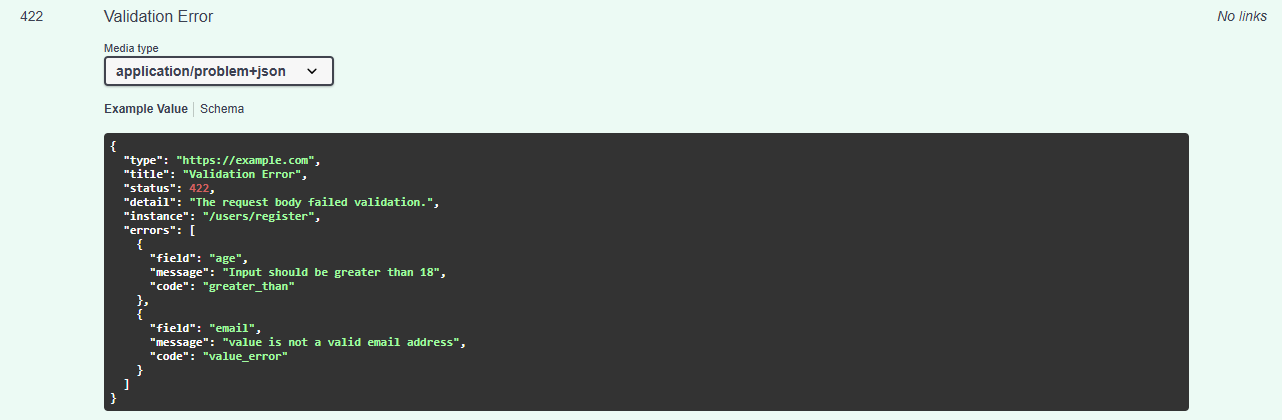 422 Validation Error No links
Media type
application/problem+json
Example Value Schema
{
  "type": "https://example.com",
  "title": "Validation Error",
  "status": 422,
  "detail": "The request body failed validation.",
  "instance": "/users/register",
  "errors": [
    {
      "field": "age",
      "message": "Input should be greater than 18",
      "code": "greater_than"
    },
    {
      "field": "email",
      "message": "value is not a valid email address",
      "code": "value_error"
    }
  ]
}